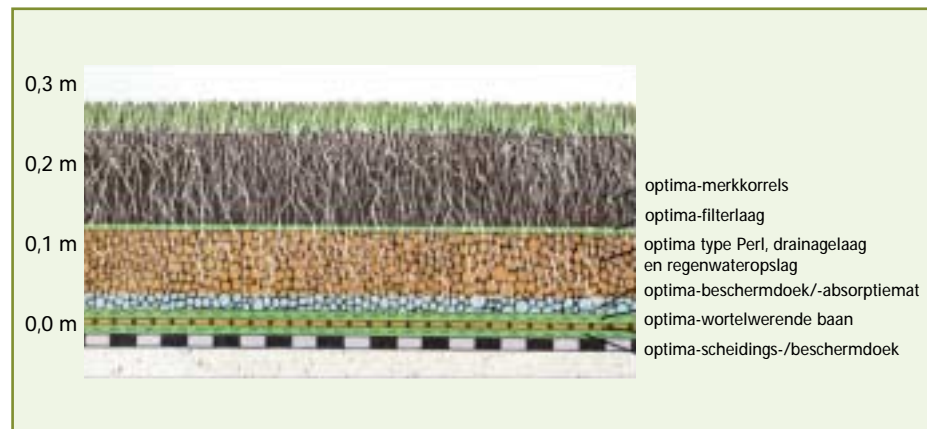 0,3 m
0,2 m
0,1 m
0,0 m
optima-merkkorrels
optima-filterlaag
optima type Perl, drainagelaag
en regenwateropslag
optima-beschermdoek/-absorptiemat
optima-wortelwerende baan
optima-scheidings-/beschermdoek